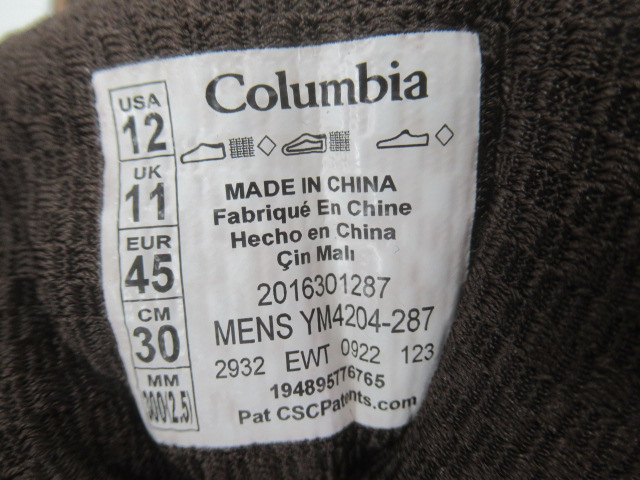 Columbia
USA
12
UK
11
EUR
45
CM
30
MM
300(2.5)
MADE IN CHINA
Fabriqué En Chine
Hecho en China
Çin Malı
2016301287
MENS YM4204-287
2932 EWT 0922 123
194895776765
Pat CSCPatents.com